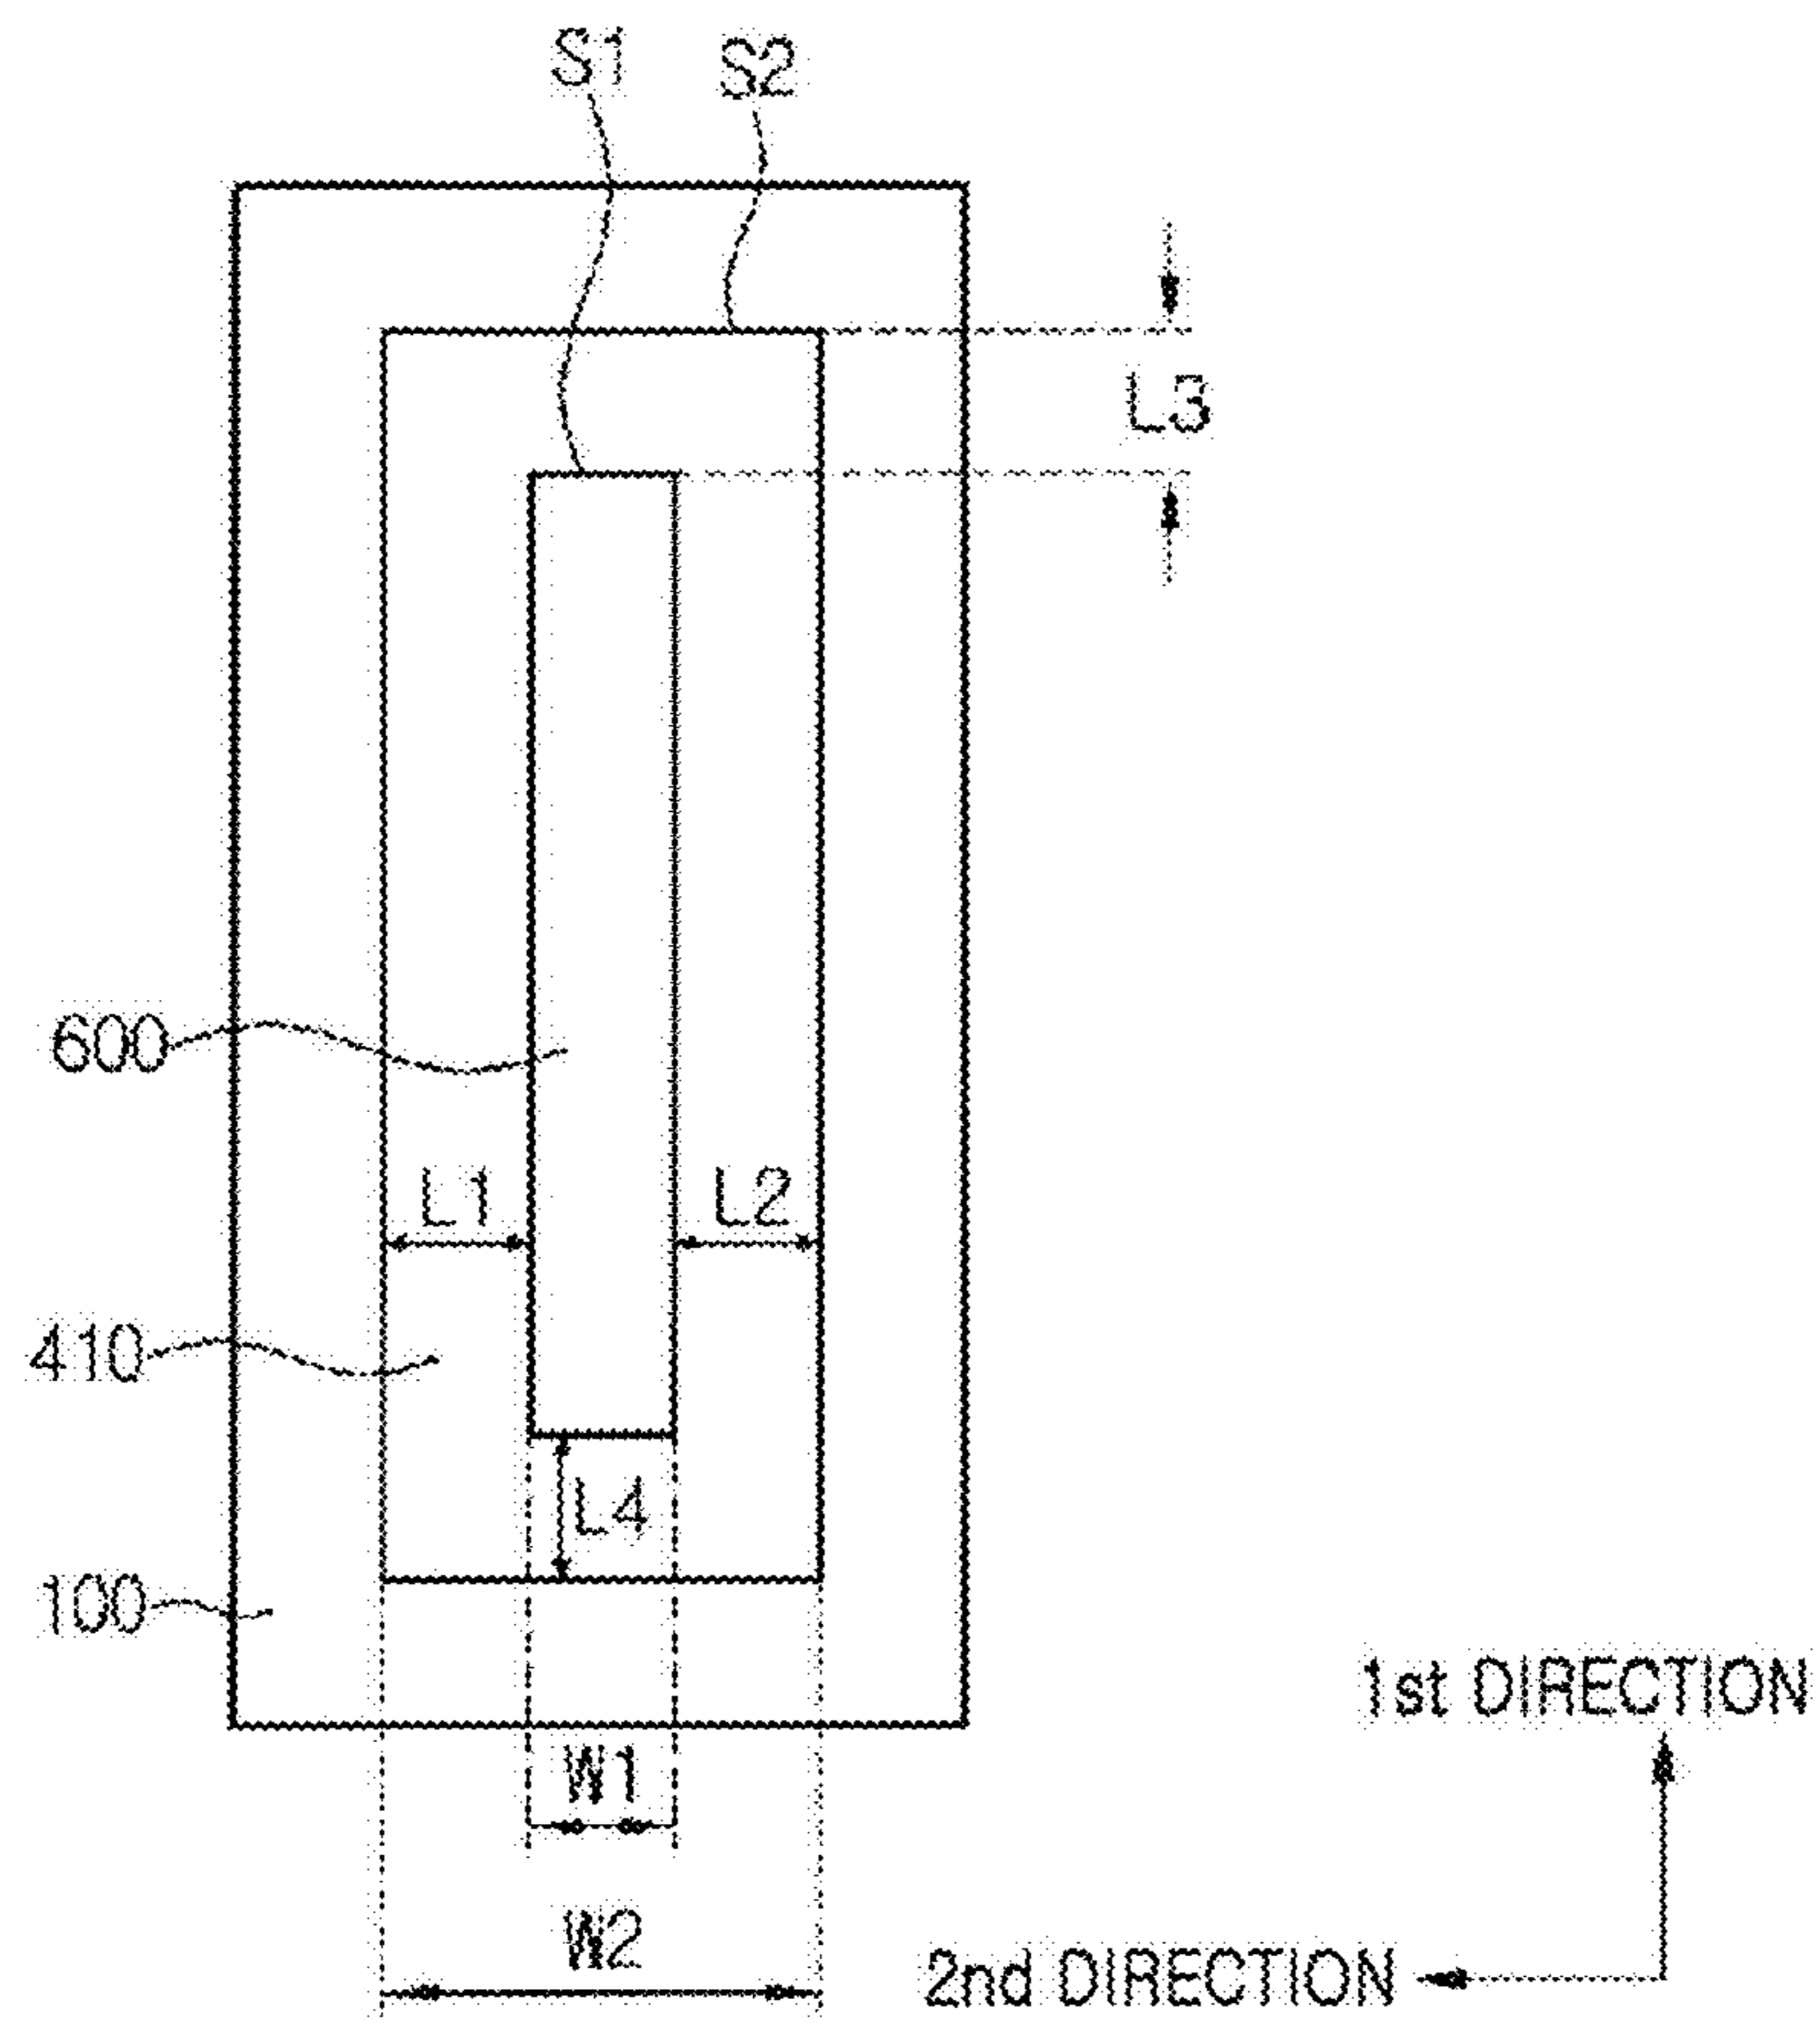 S1
S2
L3
600
L1
L2
410
L4
100
1st DIRECTION
W1
W2
2nd DIRECTION